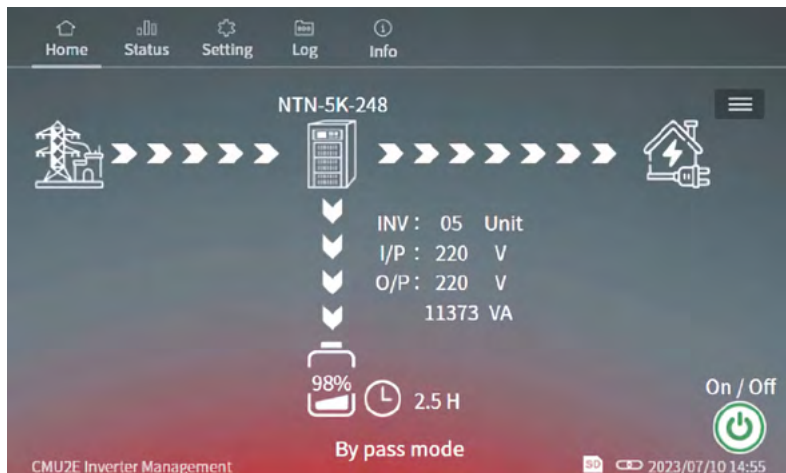 Home Status Setting Log Info
NTN-5K-248
INV : 05 Unit
I/P : 220 V
O/P : 220 V
11373 VA
98% 2.5 H
On / Off
By pass mode
CMU2E Inverter Management SD 2023/07/10 14:55